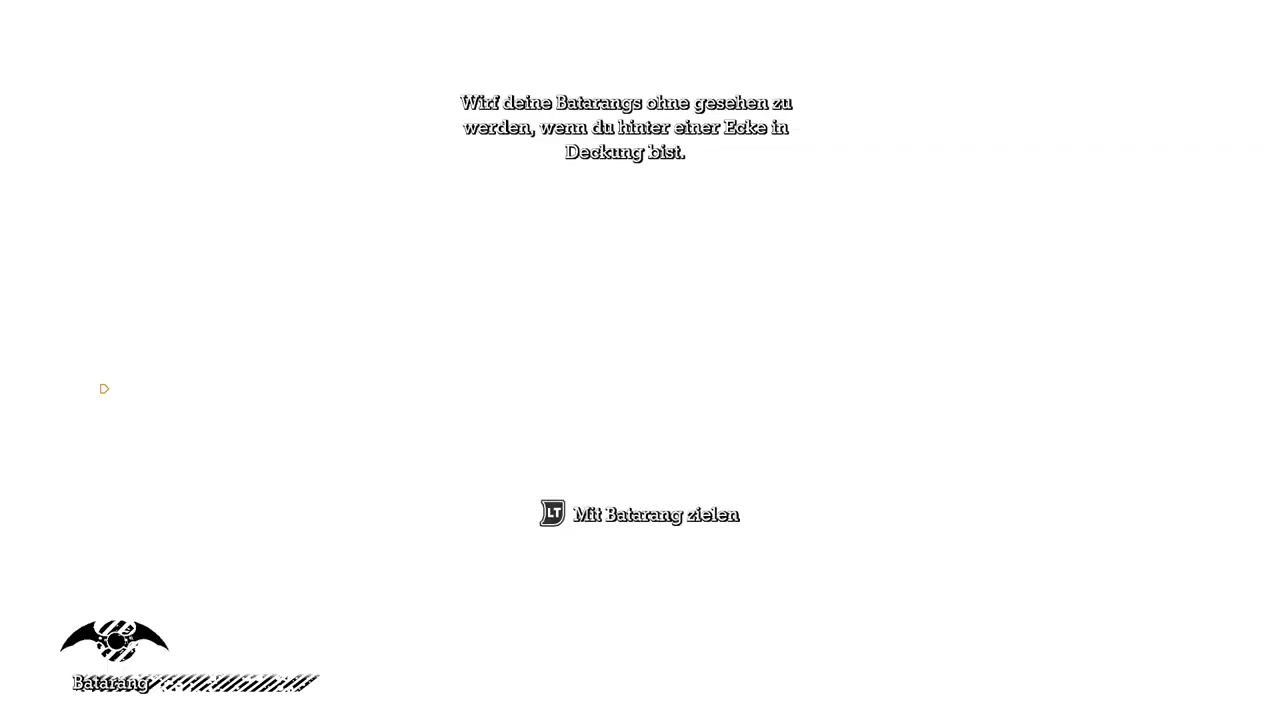 Wirf deine Batarangs ohne gesehen zu
werden, wenn du hinter einer Ecke in
Deckung bist.
LT Mit Batarang zielen
Batarang